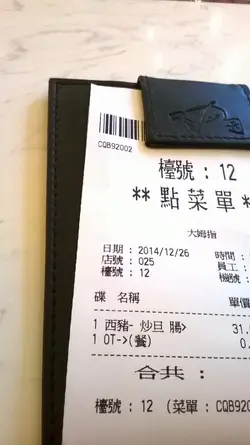 CQB92002
檯號 : 12
** 點菜單 *
大姆指
日期 : 2014/12/26 時間 :
店號 : 025 員工 :
檯號 : 12 機號 :
碟 名稱 單價
1 西豬- 炒旦 腸> 31.
1 OT->(餐) 0.
合共 :
檯號 : 12 (菜單 : CQB920